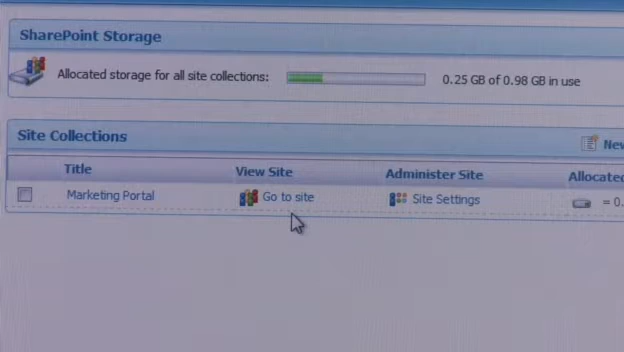 SharePoint Storage
Allocated storage for all site collections: 0.25 GB of 0.98 GB in use
Site Collections
Title View Site Administer Site
Marketing Portal Go to site Site Settings = 0.